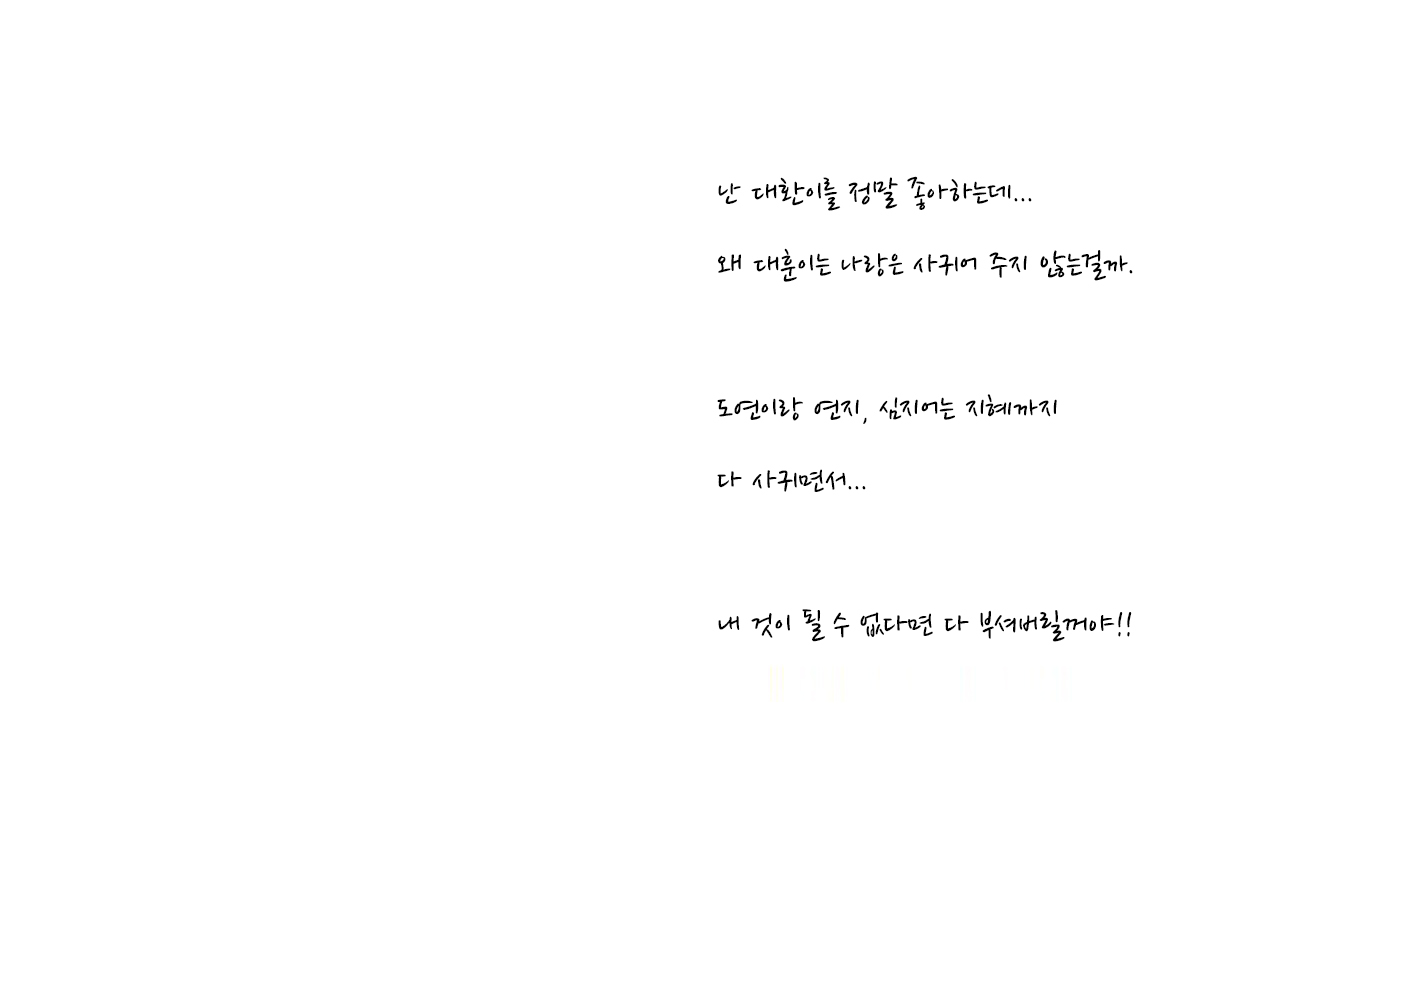 난 대환이를 정말 좋아하는데...
왜 대훈이는 나랑은 사귀어 주지 않는걸까.
도연이랑 연지, 심지어는 지혜까지
다 사귀면서...
내 것이 될 수 없다면 다 부셔버릴꺼야!!